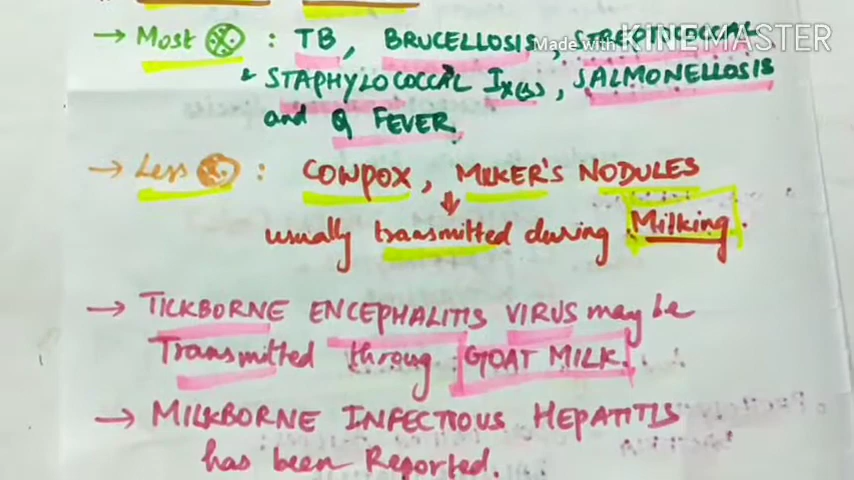 → Most : TB, BRUCELLOSIS, STREPTOCOCCAL
Made with KINEMASTER
& STAPHYLOCOCCAL Ix(s), SALMONELLOSIS
and Q FEVER
→ Less : COWPOX, MILKER'S NODULES
usually transmitted during Milking.
→ TICKBORNE ENCEPHALITIS VIRUS may be
Transmitted throug GOAT MILK.
→ MILKBORNE INFECTIOUS HEPATITIS
has been Reported.